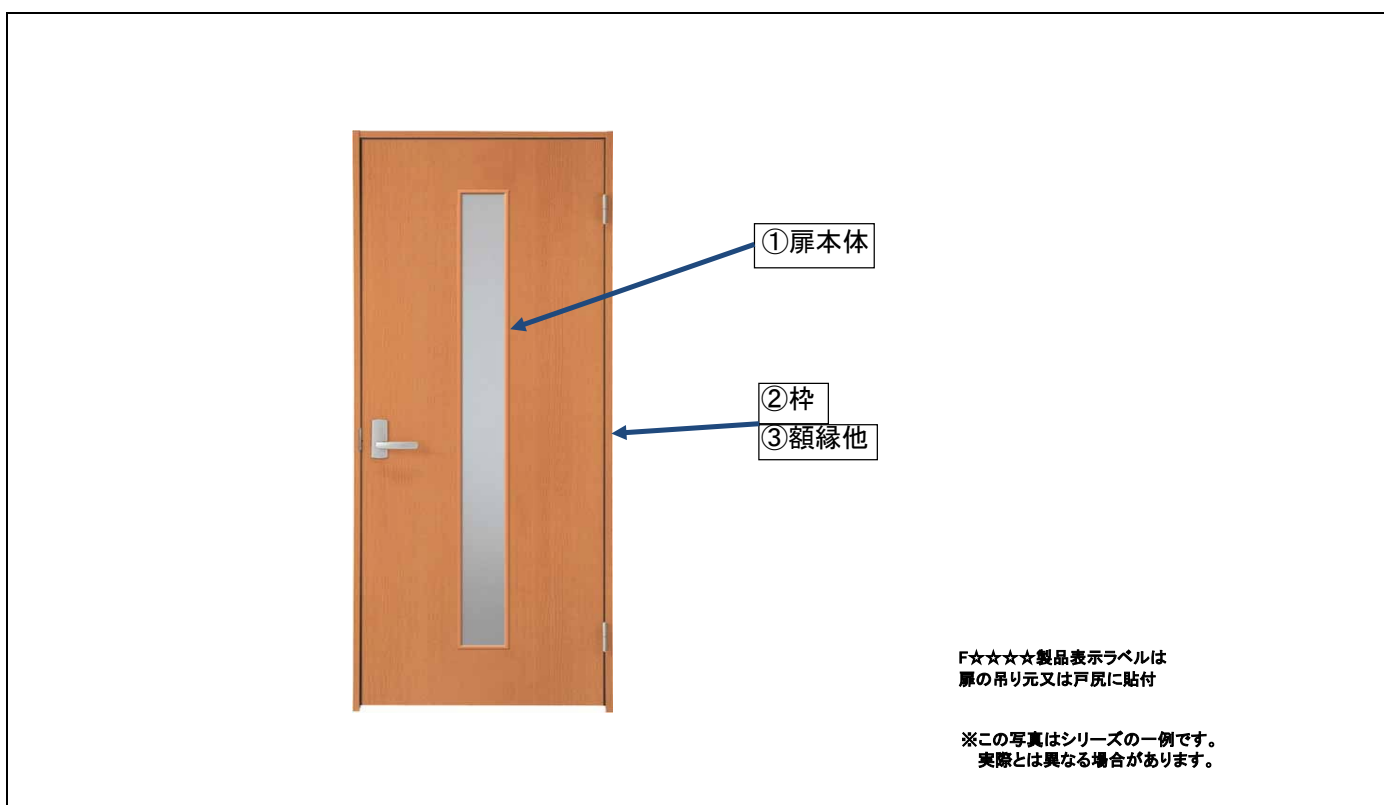 ①扉本体
②枠
③額縁他
F☆☆☆☆製品表示ラベルは
扉の吊り元又は戸尻に貼付
※この写真はシリーズの一例です。
実際とは異なる場合があります。